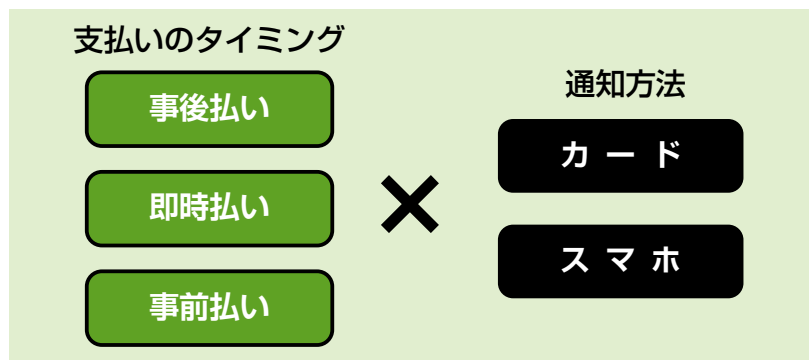 支払いのタイミング
事後払い
即時払い
事前払い
×
通知方法
カード
スマホ